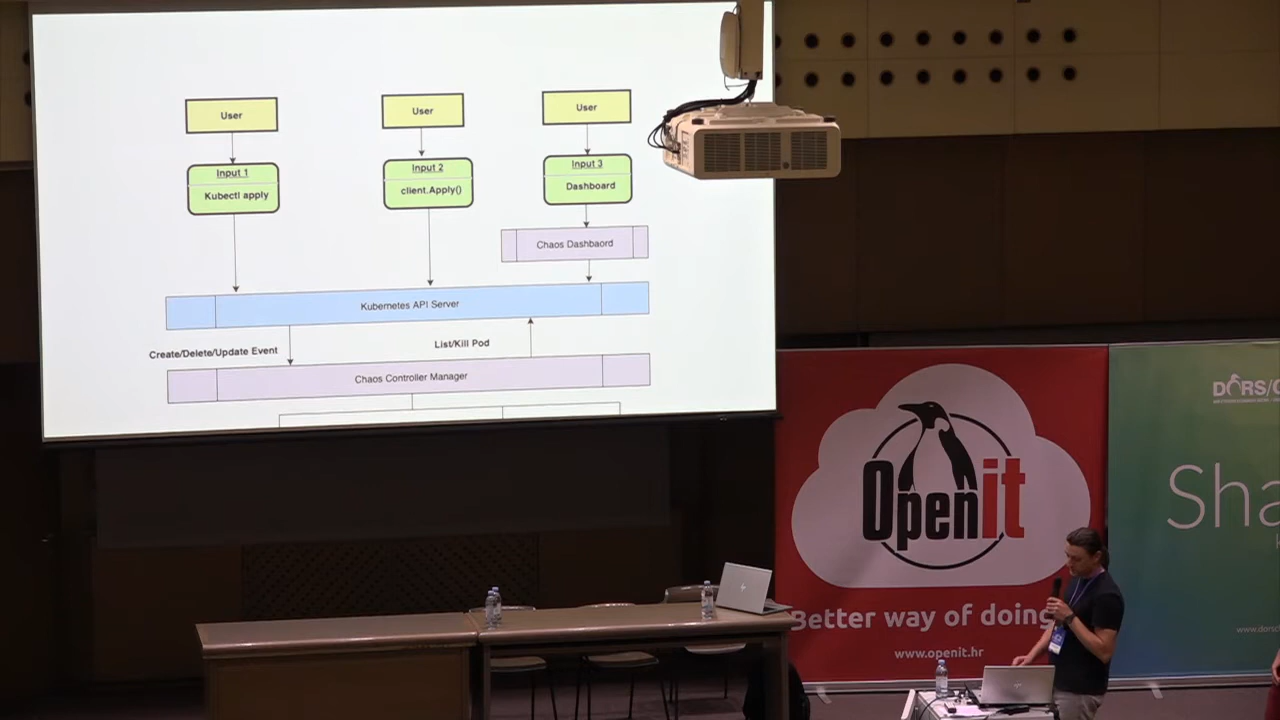 User
User
User
Input 1
Kubectl apply
Input 2
client.Apply()
Input 3
Dashboard
Chaos Dashbaord
Kubernetes API Server
Create/Delete/Update Event
List/Kill Pod
Chaos Controller Manager
Openit
Better way of doing
www.openit.hr
DORS/C
Sha